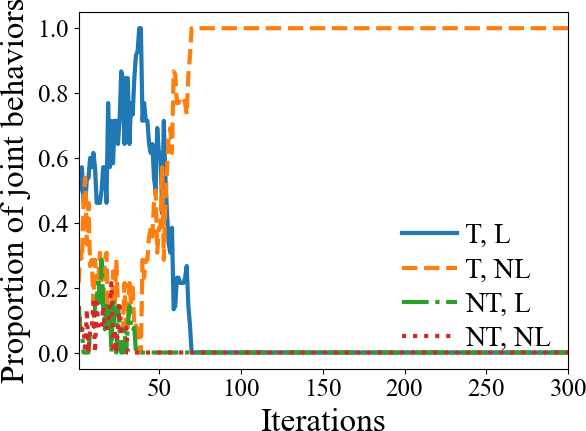 Proportion of joint behaviors
1.0
0.8
0.6
0.4
0.2
0.0
T, L
T, NL
NT, L
NT, NL
50 100 150 200 250 300
Iterations